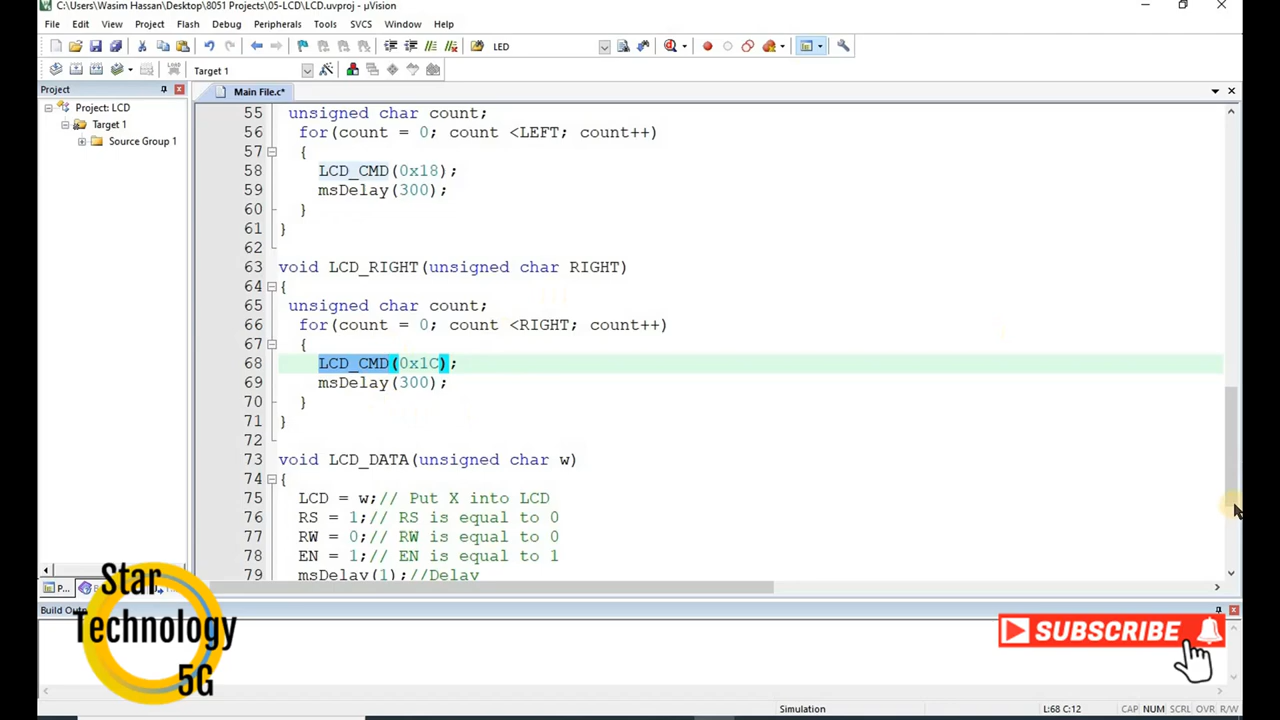 C:\Users\Wasim Hassan\Desktop\8051 Projects\05-LCD\LCD.uvproj - µVision
File Edit View Project Flash Debug Peripherals Tools SVCS Window Help
LED
Target 1
Project
Main File.c*
Project: LCD
Target 1
Source Group 1
55 unsigned char count;
56 for(count = 0; count <LEFT; count++)
57 {
58 LCD_CMD(0x18);
59 msDelay(300);
60 }
61 }
62
63 void LCD_RIGHT(unsigned char RIGHT)
64 {
65 unsigned char count;
66 for(count = 0; count <RIGHT; count++)
67 {
68 LCD_CMD(0x1C);
69 msDelay(300);
70 }
71 }
72
73 void LCD_DATA(unsigned char w)
74 {
75 LCD = w;// Put X into LCD
76 RS = 1;// RS is equal to 0
77 RW = 0;// RW is equal to 0
78 EN = 1;// EN is equal to 1
79 msDelay(1);//Delay
P...
Build
Star
Technology
5G
SUBSCRIBE
Simulation
L:68 C:12
CAP NUM SCRL OVR R/W